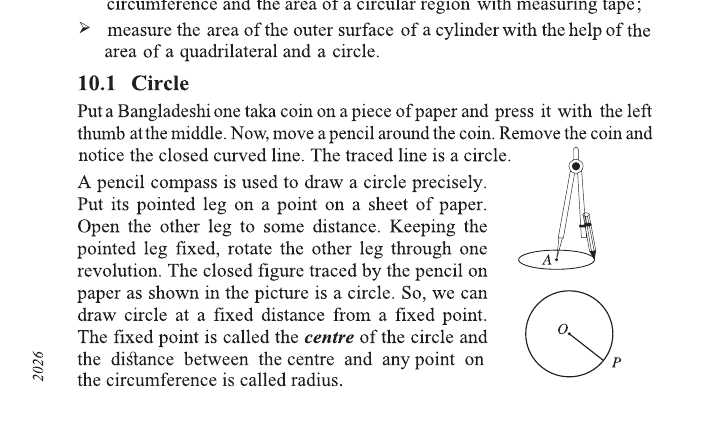 circumference and the area of a circular region with measuring tape;
➢ measure the area of the outer surface of a cylinder with the help of the
area of a quadrilateral and a circle.
10.1 Circle
Put a Bangladeshi one taka coin on a piece of paper and press it with the left
thumb at the middle. Now, move a pencil around the coin. Remove the coin and
notice the closed curved line. The traced line is a circle.
A pencil compass is used to draw a circle precisely.
Put its pointed leg on a point on a sheet of paper.
Open the other leg to some distance. Keeping the
pointed leg fixed, rotate the other leg through one
revolution. The closed figure traced by the pencil on
paper as shown in the picture is a circle. So, we can
draw circle at a fixed distance from a fixed point.
The fixed point is called the centre of the circle and
the distance between the centre and any point on
the circumference is called radius.
A
O
P
2026